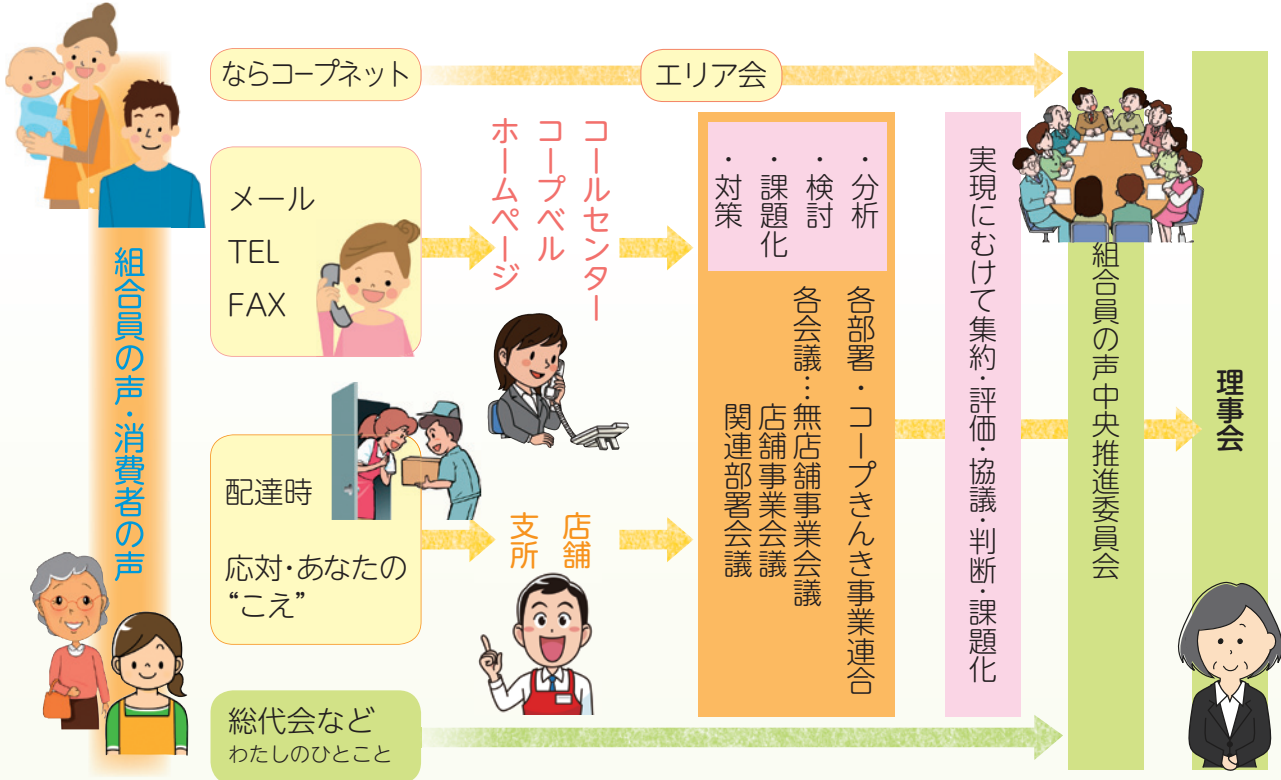 組合員の声・消費者の声
ならコープネット
エリア会
メール
TEL
FAX
コールセンター
コープベル
ホームページ
配達時
応対・あなたの
“こえ”
店舗
支所
総代会など
わたしのひとこと
・分析
・検討
・課題化
・対策
各部署・コープきんき事業連合
各会議…無店舗事業会議
店舗事業会議
関連部署会議
実現にむけて集約・評価・協議・判断・課題化
組合員の声中央推進委員会
理事会